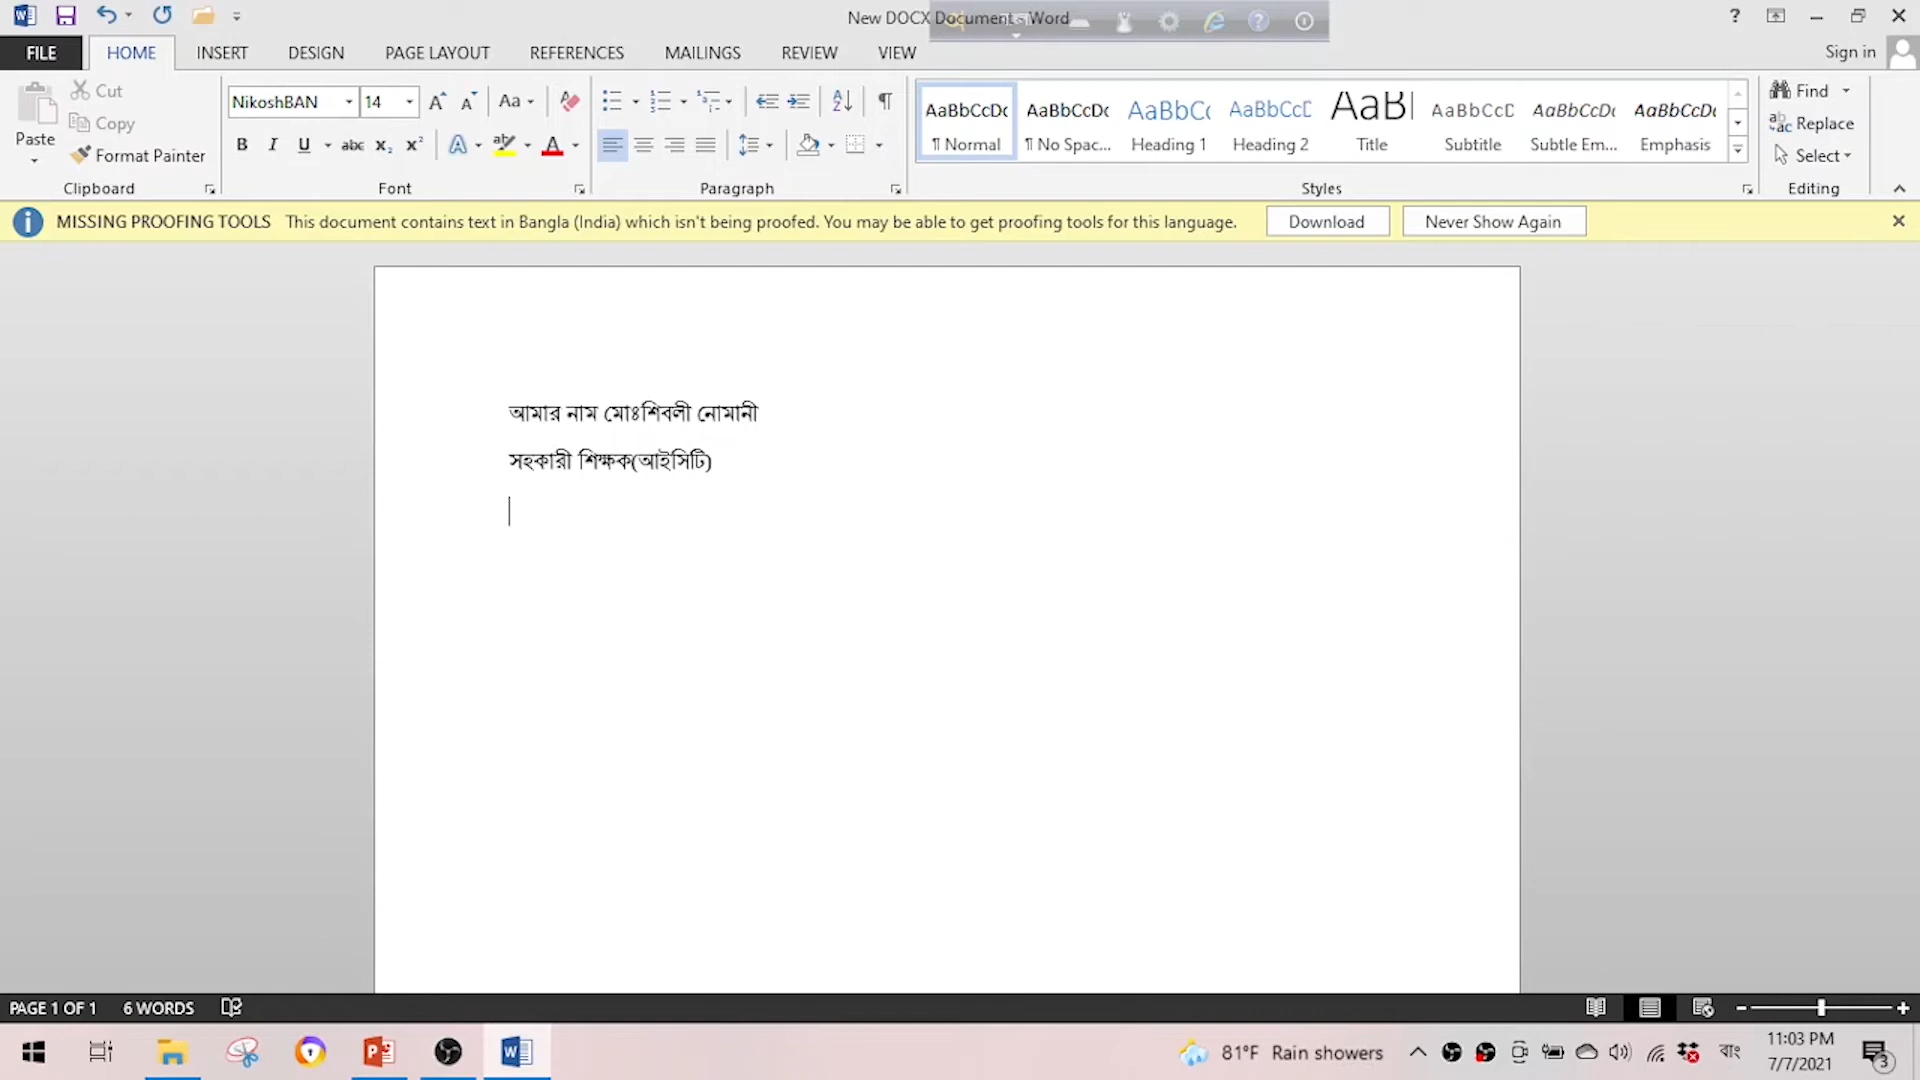 New DOCX Document - Word
Sign in
FILE HOME INSERT DESIGN PAGE LAYOUT REFERENCES MAILINGS REVIEW VIEW
Paste
Cut
Copy
Format Painter
Clipboard
NikoshBAN 14
Font
Paragraph
AaBbCcDc AaBbCcDc AaBbCc AaBbCcD AaB AaBbCcD AaBbCcDc AaBbCcDc
¶ Normal ¶ No Spac... Heading 1 Heading 2 Title Subtitle Subtle Em... Emphasis
Styles
Find
Replace
Select
Editing
MISSING PROOFING TOOLS This document contains text in Bangla (India) which isn't being proofed. You may be able to get proofing tools for this language. Download Never Show Again
আমার নাম মোঃশিবলী নোমানী
সহকারী শিক্ষক(আইসিটি)
PAGE 1 OF 1 6 WORDS
81°F Rain showers
বাং
11:03 PM
7/7/2021
3